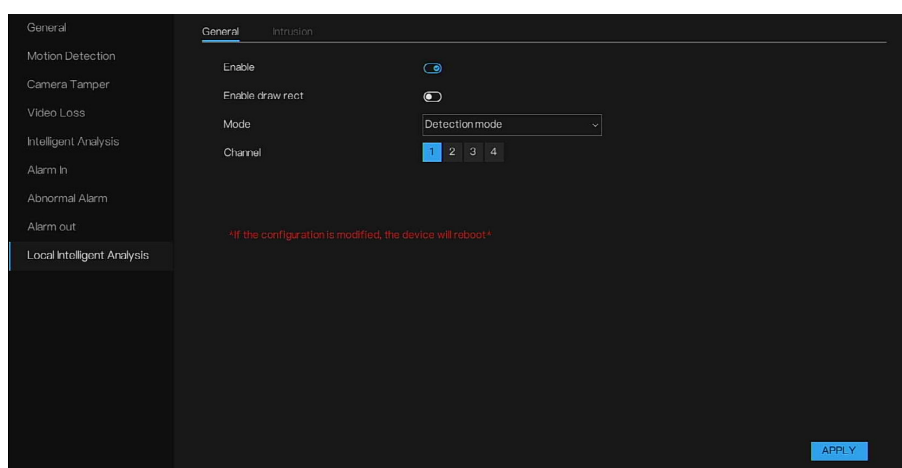 General
Motion Detection
Camera Tamper
Video Loss
Intelligent Analysis
Alarm In
Abnormal Alarm
Alarm out
Local Intelligent Analysis
General Intrusion
Enable
Enable draw rect
Mode Detection mode
Channel 1 2 3 4
*If the configuration is modified, the device will reboot*
APPLY